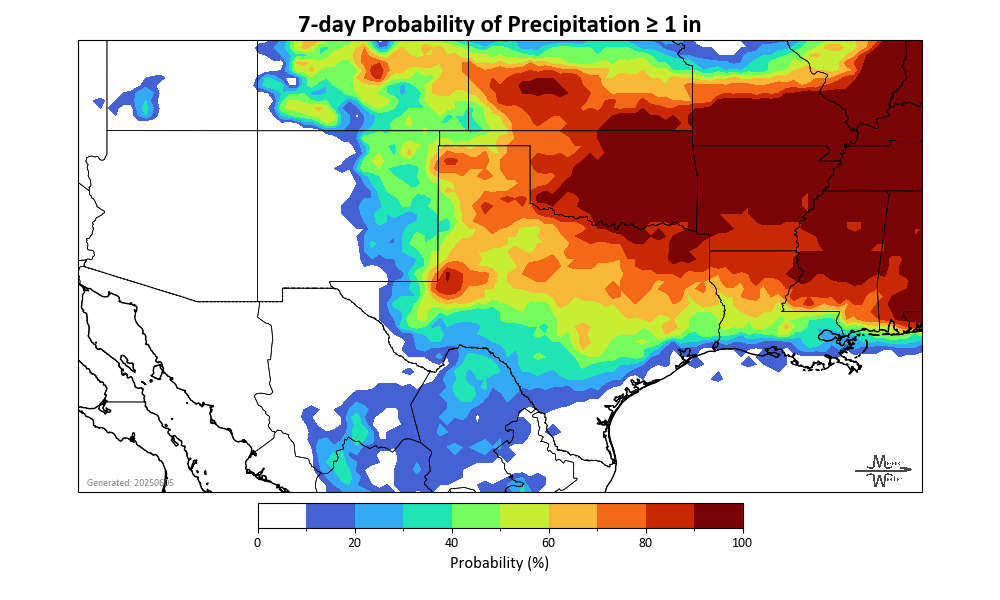 7-day Probability of Precipitation ≥ 1 in
Generated: 20250605
0 20 40 60 80 100
Probability (%)